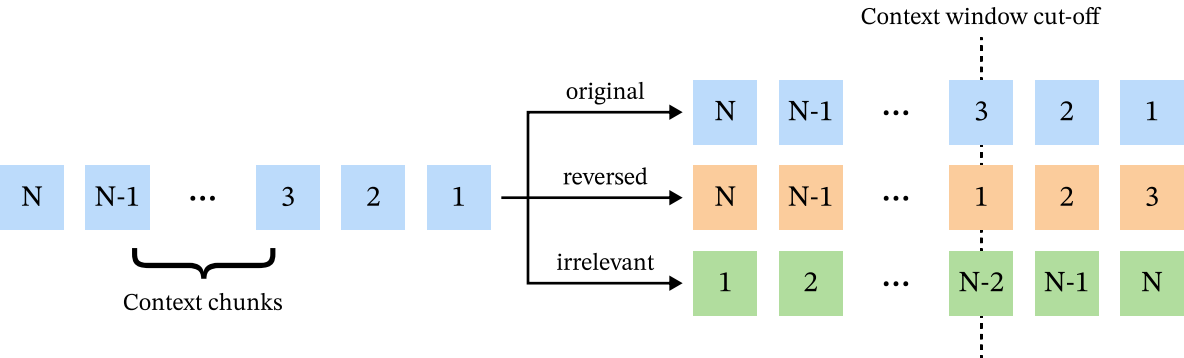 Context window cut-off
original
N N-1 ... 3 2 1
N N-1 ... 3 2 1
reversed
N N-1 ... 1 2 3
irrelevant
1 2 ... N-2 N-1 N
Context chunks